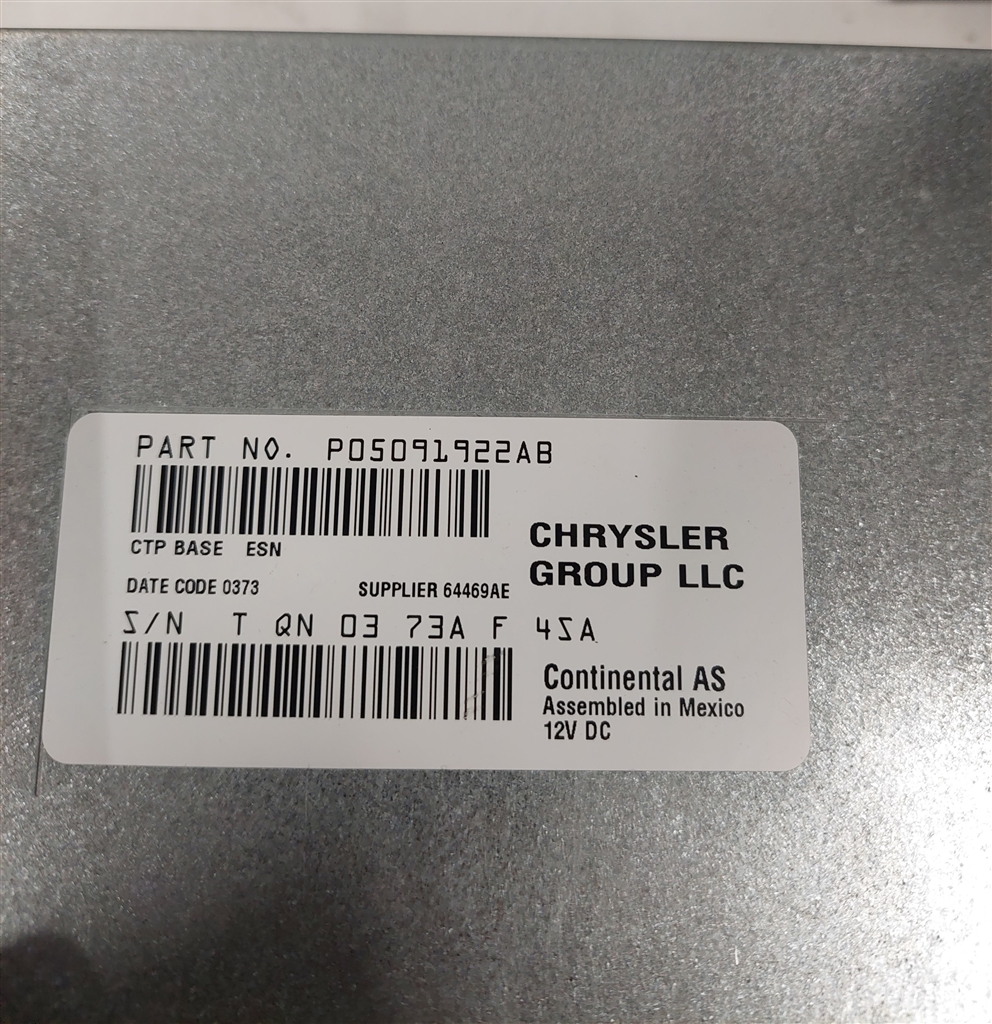 PART NO. P05091922AB
CTP BASE ESN
CHRYSLER
GROUP LLC
DATE CODE 0373 SUPPLIER 64469AE
S/N T QN 03 73A F 4SA
Continental AS
Assembled in Mexico
12V DC